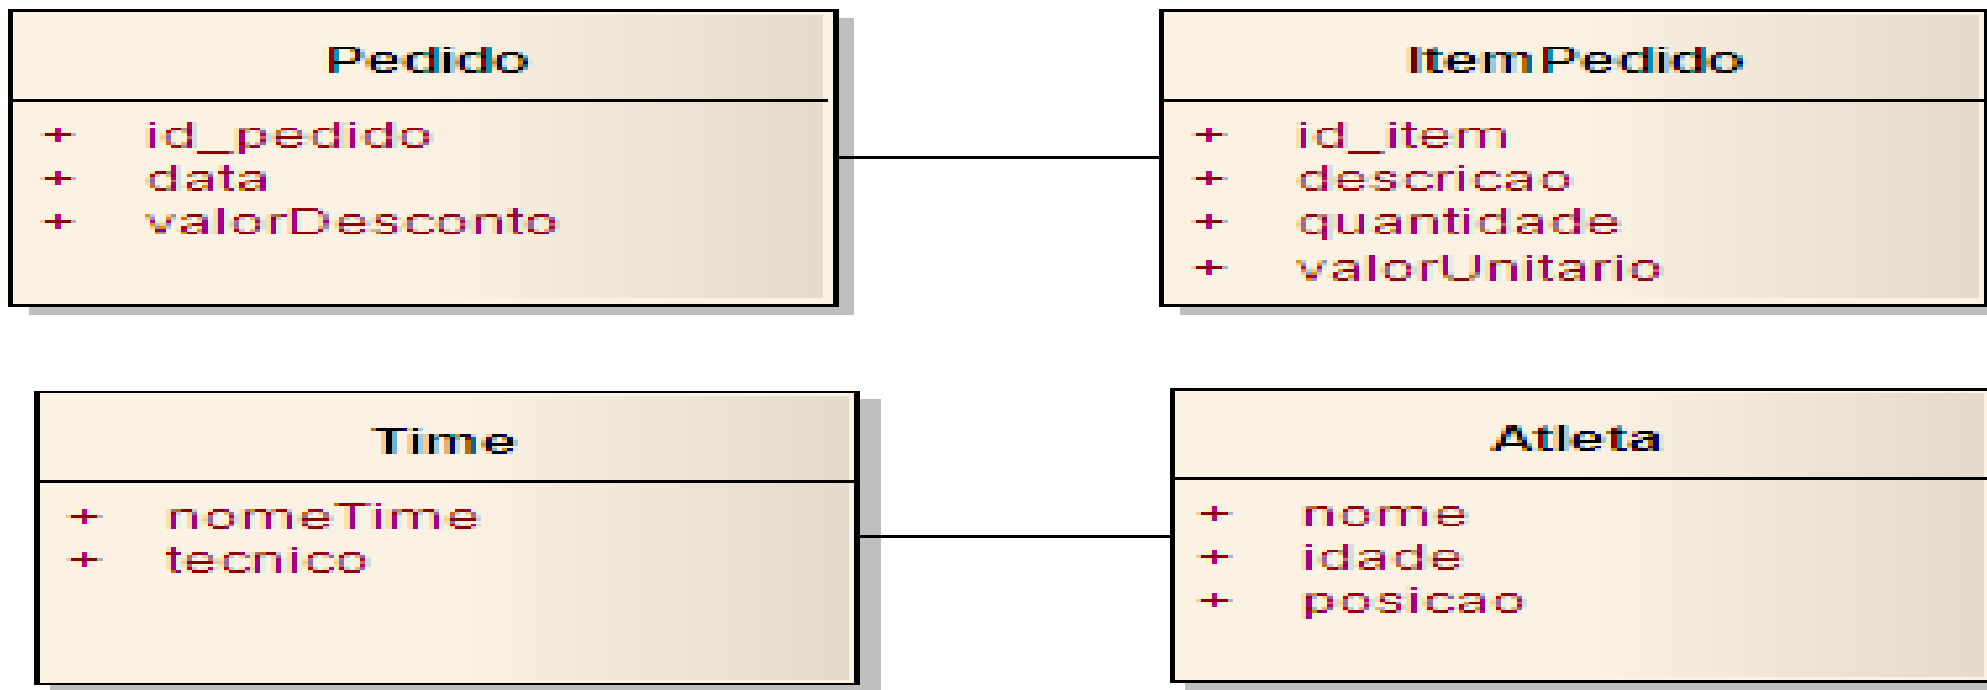 Pedido
+ id_pedido
+ data
+ valorDesconto
ItemPedido
+ id_item
+ descricao
+ quantidade
+ valorUnitario
Time
+ nomeTime
+ tecnico
Atleta
+ nome
+ idade
+ posicao